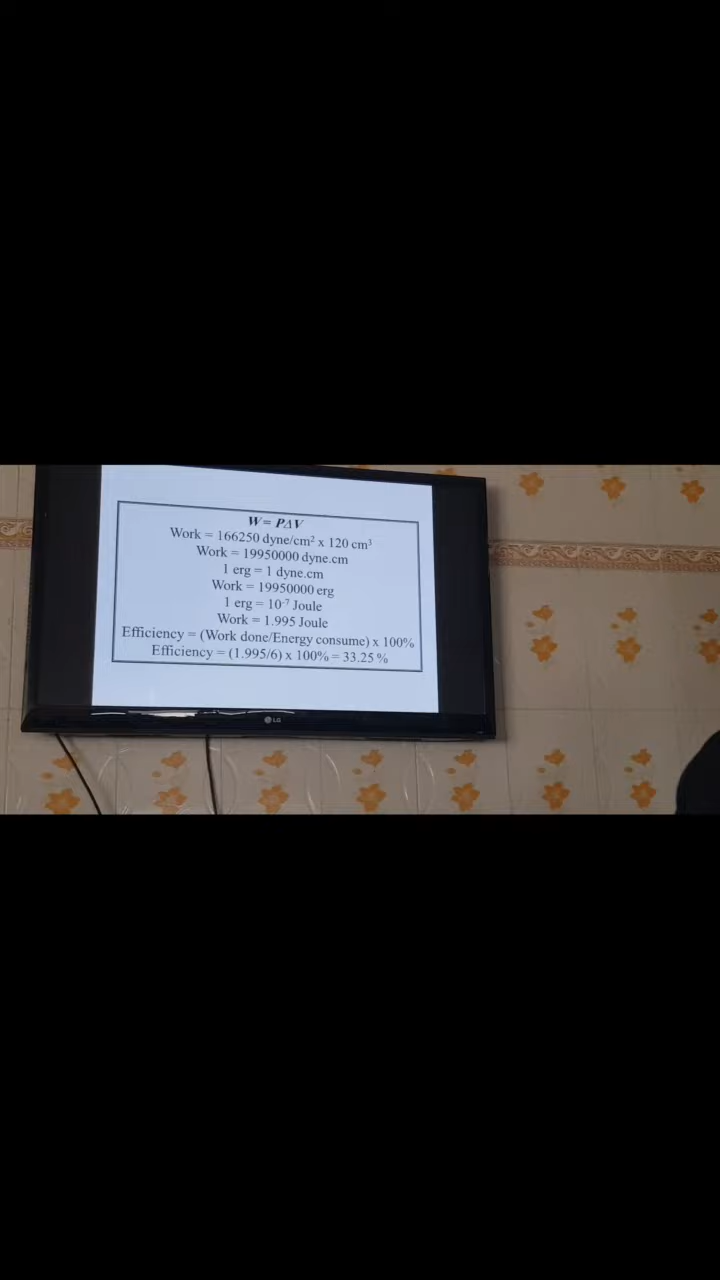 W = PΔV
Work = 166250 dyne/cm² x 120 cm³
Work = 19950000 dyne.cm
1 erg = 1 dyne.cm
Work = 19950000 erg
1 erg = 10⁻⁷ Joule
Work = 1.995 Joule
Efficiency = (Work done/Energy consume) x 100%
Efficiency = (1.995/6) x 100% = 33.25 %
LG